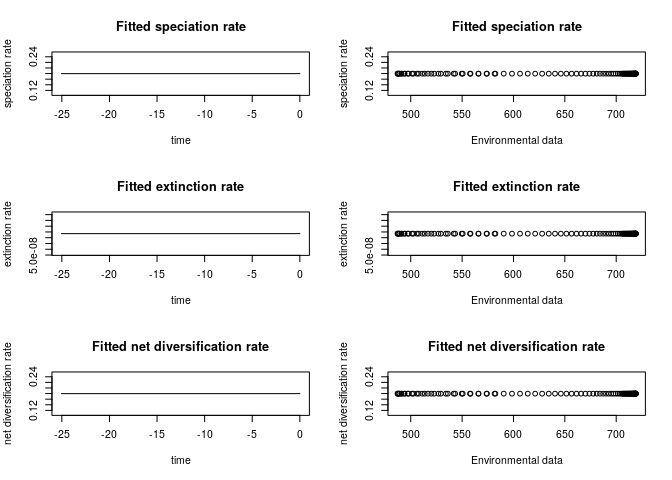 Fitted speciation rate
speciation rate
0.12 0.24
-25 -20 -15 -10 -5 0
time
Fitted speciation rate
speciation rate
0.12 0.24
500 550 600 650 700
Environmental data
Fitted extinction rate
extinction rate
5.0e-08
-25 -20 -15 -10 -5 0
time
Fitted extinction rate
extinction rate
5.0e-08
500 550 600 650 700
Environmental data
Fitted net diversification rate
net diversification rate
0.12 0.24
-25 -20 -15 -10 -5 0
time
Fitted net diversification rate
net diversification rate
0.12 0.24
500 550 600 650 700
Environmental data